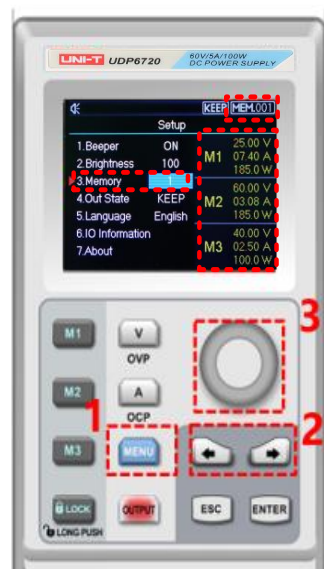 UNI-T UDP6720 60V/5A/100W
DC POWER SUPPLY
KEEP MEM.001
Setup
1.Beeper ON
2.Brightness 100
3.Memory 1
4.Out State KEEP
5.Language English
6.IO Information
7.About
M1 25.00 V
07.40 A
185.0 W
M2 60.00 V
03.08 A
185.0 W
M3 40.00 V
02.50 A
100.0 W
M1
M2
M3
LOCK
LONG PUSH
V
OVP
A
OCP
1
MENU
OUTPUT
3
2
ESC
ENTER